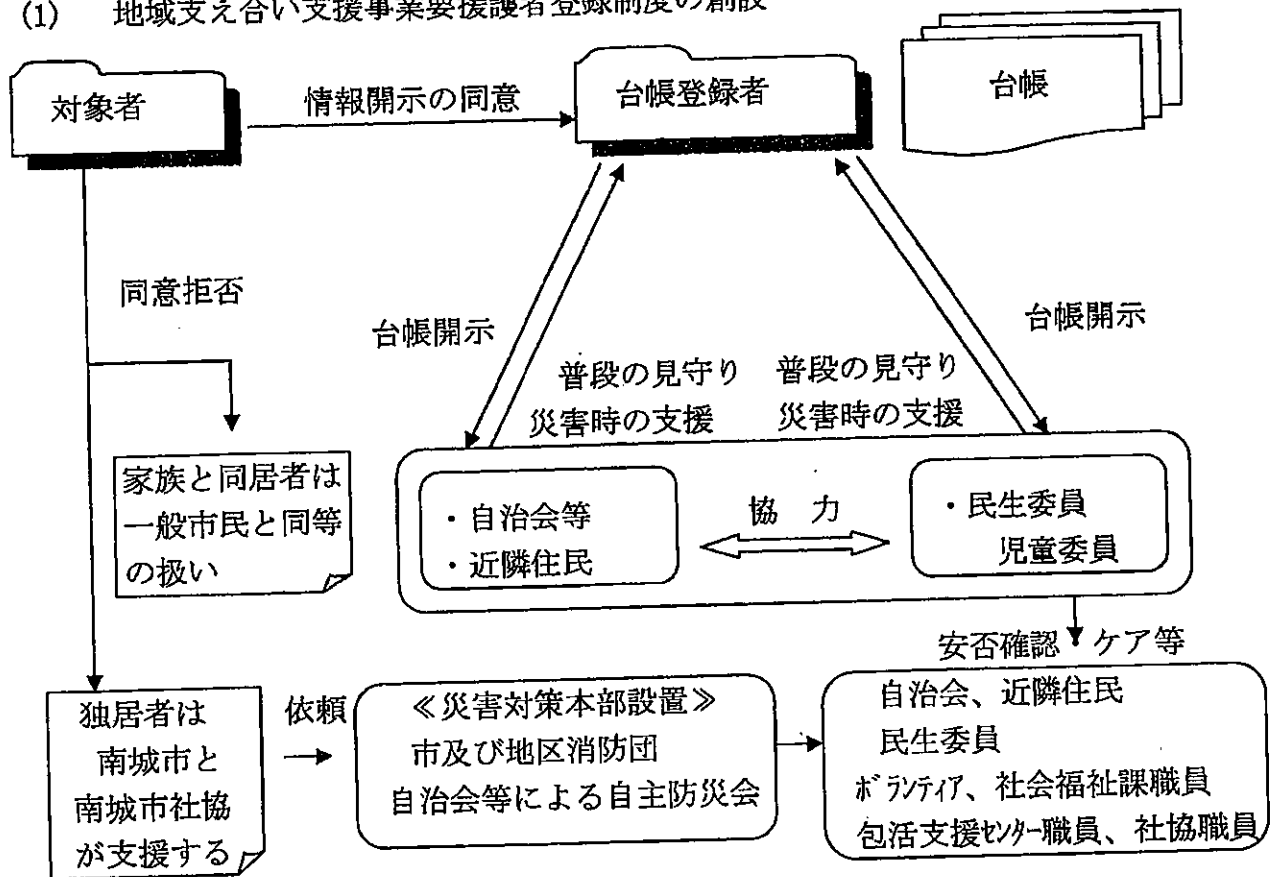 (1) 地域支え合い支援事業要援護者登録制度の創設
対象者
情報開示の同意
台帳登録者
台帳
同意拒否
台帳開示
台帳開示
普段の見守り
災害時の支援
普段の見守り
災害時の支援
家族と同居者は
一般市民と同等
の扱い
・自治会等
・近隣住民
協 力
・民生委員
児童委員
安否確認・ケア等
独居者は
南城市と
南城市社協
が支援する
依頼
≪災害対策本部設置≫
市及び地区消防団
自治会等による自主防災会
自治会、近隣住民
民生委員
ボランティア、社会福祉課職員
包活支援センター職員、社協職員